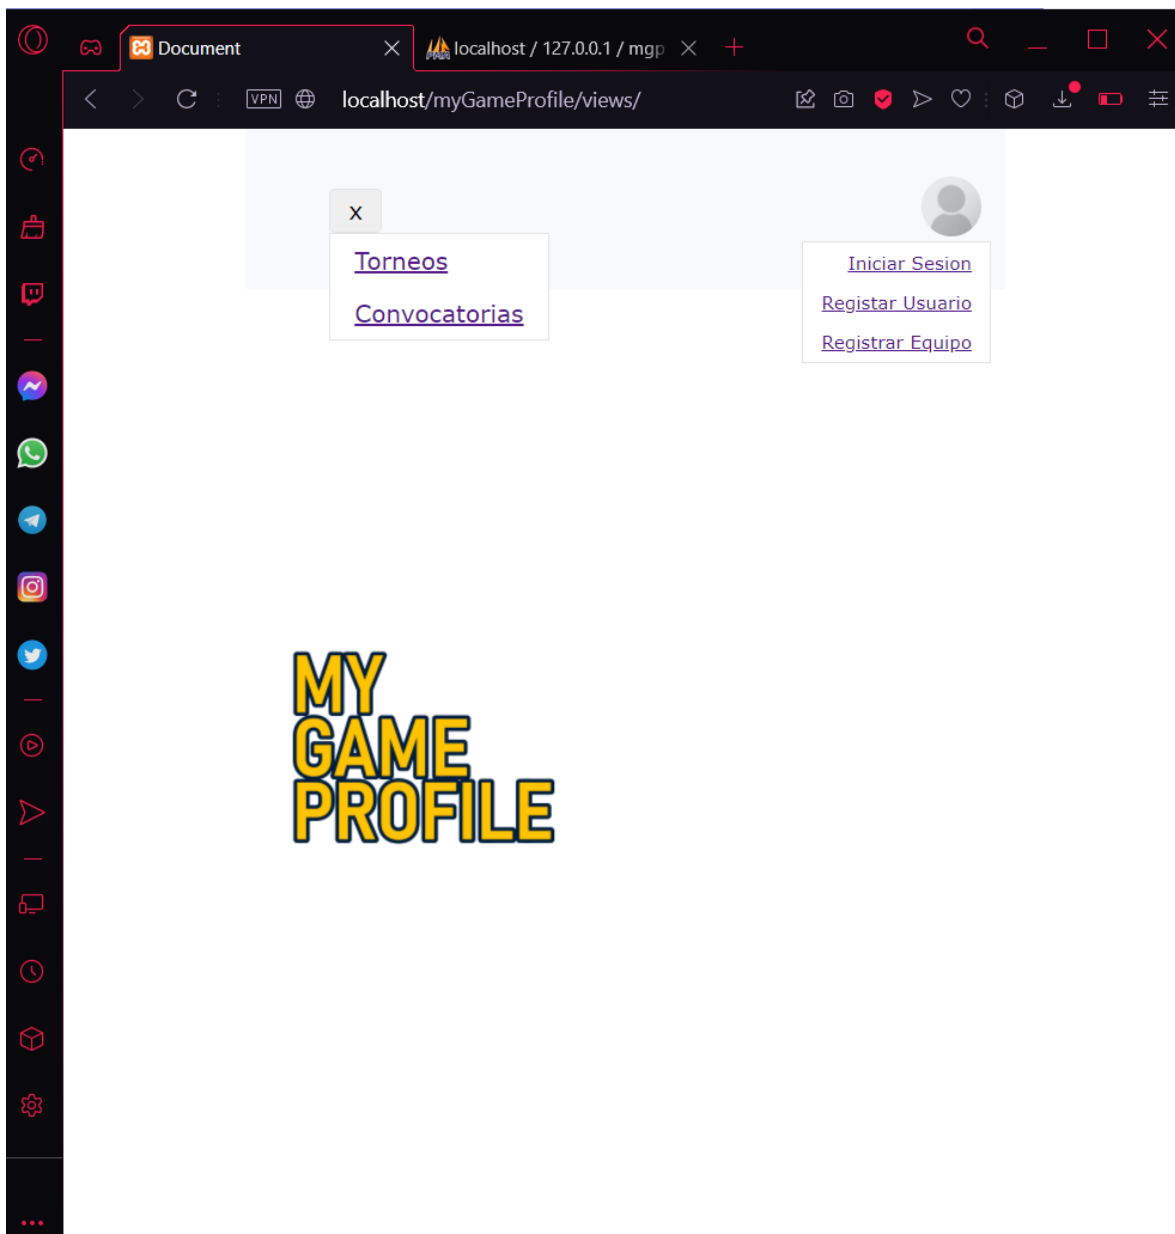 Document
localhost / 127.0.0.1 / mgp
VPN
localhost/myGameProfile/views/
x
Torneos
Convocatorias
Iniciar Sesion
Registar Usuario
Registrar Equipo
MY
GAME
PROFILE